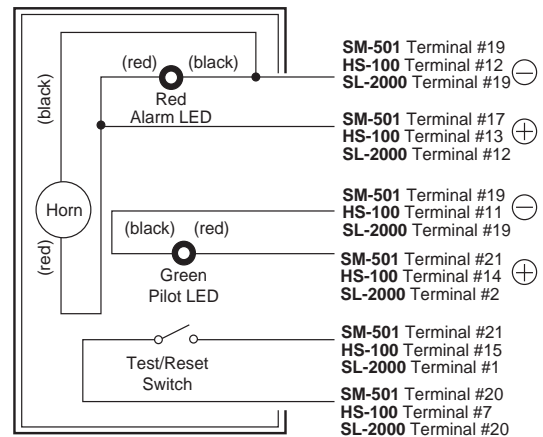 (black)
(red) (black)
Red
Alarm LED
Horn
(red)
(black) (red)
Green
Pilot LED
Test/Reset
Switch
SM-501 Terminal #19
HS-100 Terminal #12
SL-2000 Terminal #19
−
SM-501 Terminal #17
HS-100 Terminal #13
SL-2000 Terminal #12
+
SM-501 Terminal #19
HS-100 Terminal #11
SL-2000 Terminal #19
−
SM-501 Terminal #21
HS-100 Terminal #14
SL-2000 Terminal #2
+
SM-501 Terminal #21
HS-100 Terminal #15
SL-2000 Terminal #1
SM-501 Terminal #20
HS-100 Terminal #7
SL-2000 Terminal #20